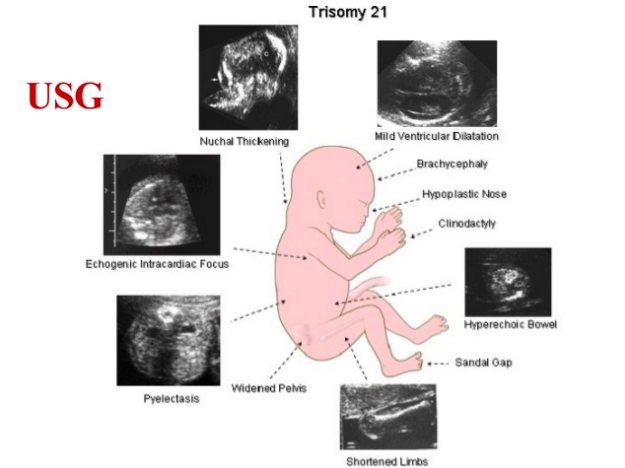 Trisomy 21
USG
Nuchal Thickening
Mild Ventricular Dilatation
Brachycephaly
Hypoplastic Nose
Clinodactyly
Echogenic Intracardiac Focus
Hyperechoic Bowel
Sandal Gap
Widened Pelvis
Pyelectasis
Shortened Limbs